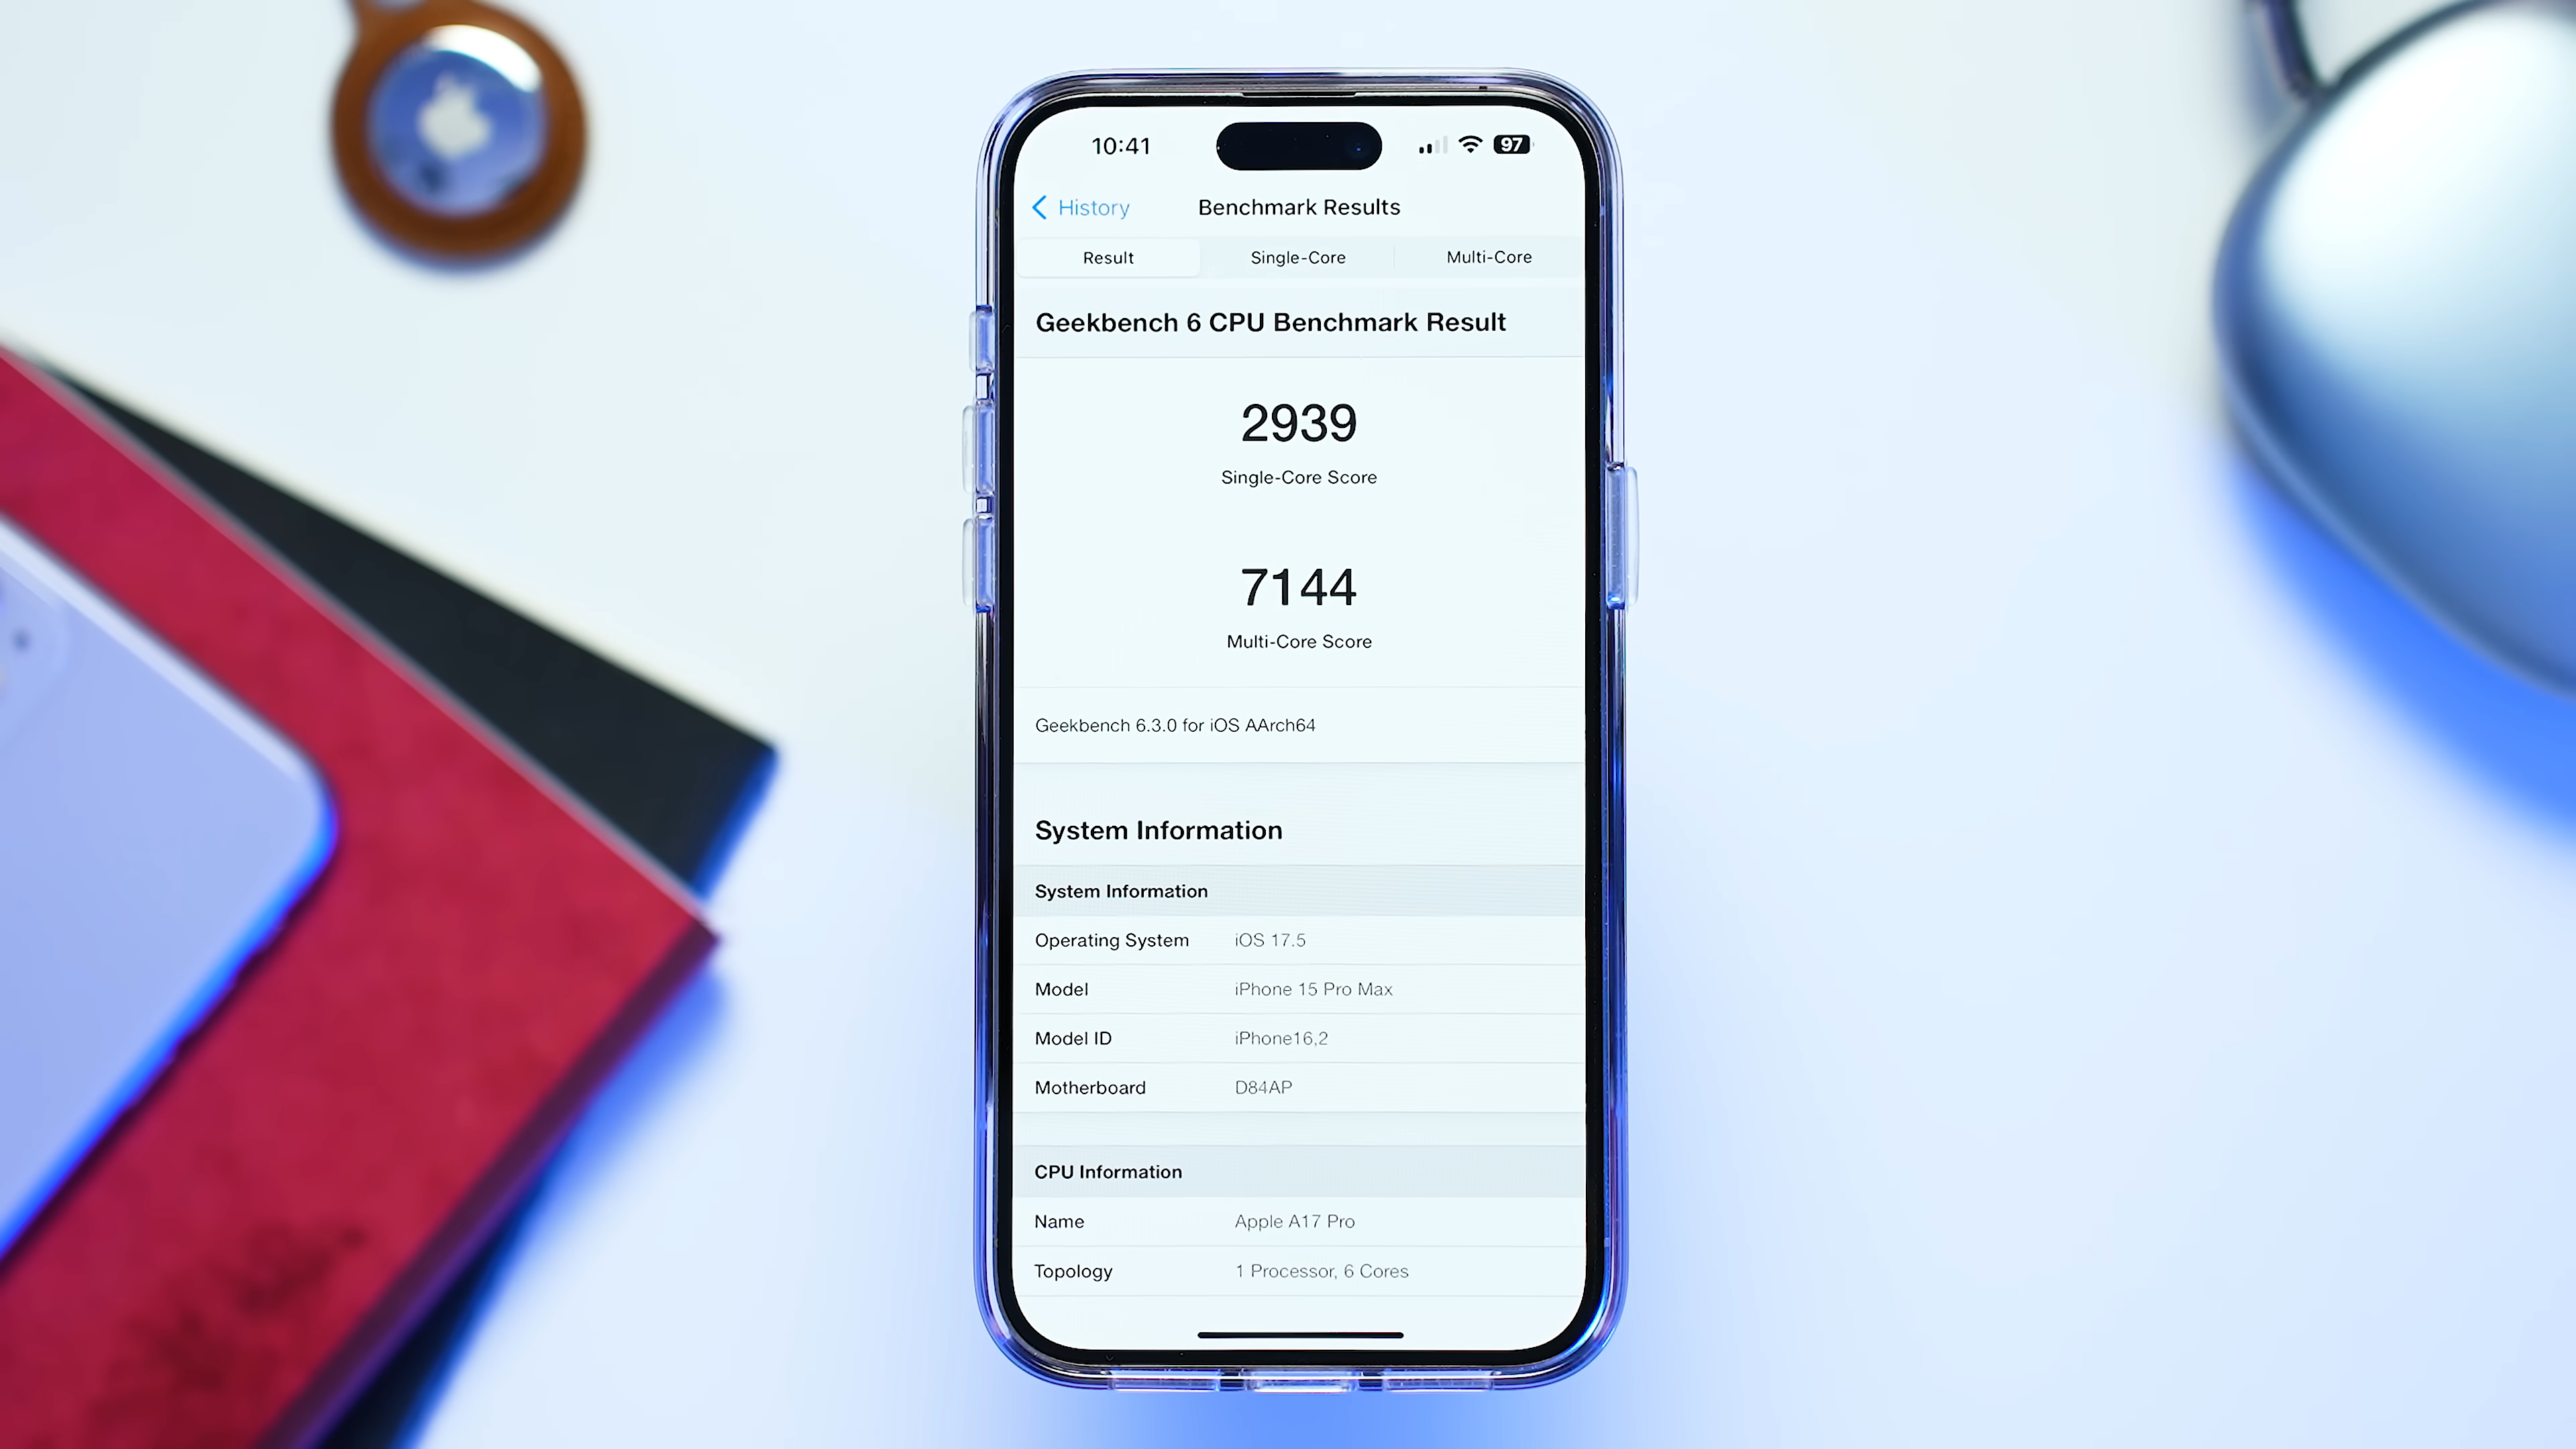 10:41
97
History
Benchmark Results
Result
Single-Core
Multi-Core
Geekbench 6 CPU Benchmark Result
2939
Single-Core Score
7144
Multi-Core Score
Geekbench 6.3.0 for iOS AArch64
System Information
System Information
Operating System iOS 17.5
Model iPhone 15 Pro Max
Model ID iPhone16,2
Motherboard D84AP
CPU Information
Name Apple A17 Pro
Topology 1 Processor, 6 Cores